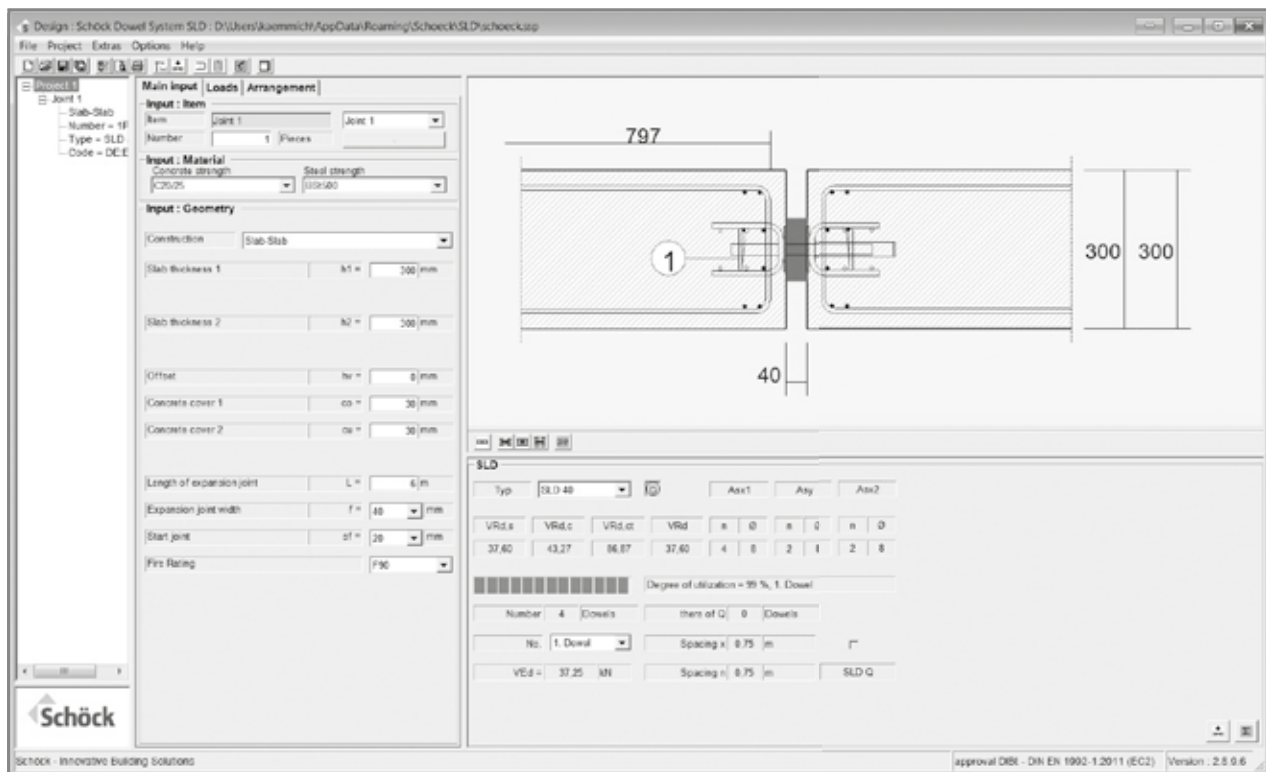 Design : Schöck Dowel System SLD : D:\Users\kaemmich\AppData\Roaming\Schoeck\SLD\schoeck.ssp
File Project Extras Options Help
Project 1
Joint 1
Slab-Slab
Number = 1P
Type = SLD
Code = DE:E
Main input Loads Arrangement
Input : Item
Item Joint 1 Joint 1
Number 1 Pieces
Input : Material
Concrete strength Steel strength
C20/25
Input : Geometry
Construction Slab-Slab
Slab thickness 1 h1 = 300 mm
Slab thickness 2 h2 = 300 mm
Offset hv = 0 mm
Concrete cover 1 co = 30 mm
Concrete cover 2 cu = 30 mm
Length of expansion joint L = 6 m
Expansion joint width f = 40 mm
Start joint sf = 20 mm
Fire Rating F90
797
1
300 300
40
SLD
Typ SLD 40 Asx1 Asy Asx2
VRd,s VRd,c VRd,ct VRd n Ø n Ø n Ø
37,60 43,27 86,87 37,60 4 8 2 8 2 8
Degree of utilization = 99 %, 1. Dowel
Number 4 Dowels there of Q 0 Dowels
No. 1. Dowel Spacing x 0.75 m
VEd = 37,25 kN Spacing n 0.75 m SLD Q
Schöck
Schöck - Innovative Building Solutions approval DIBt - DIN EN 1992-1:2011 (EC2) Version : 2.8.9.6